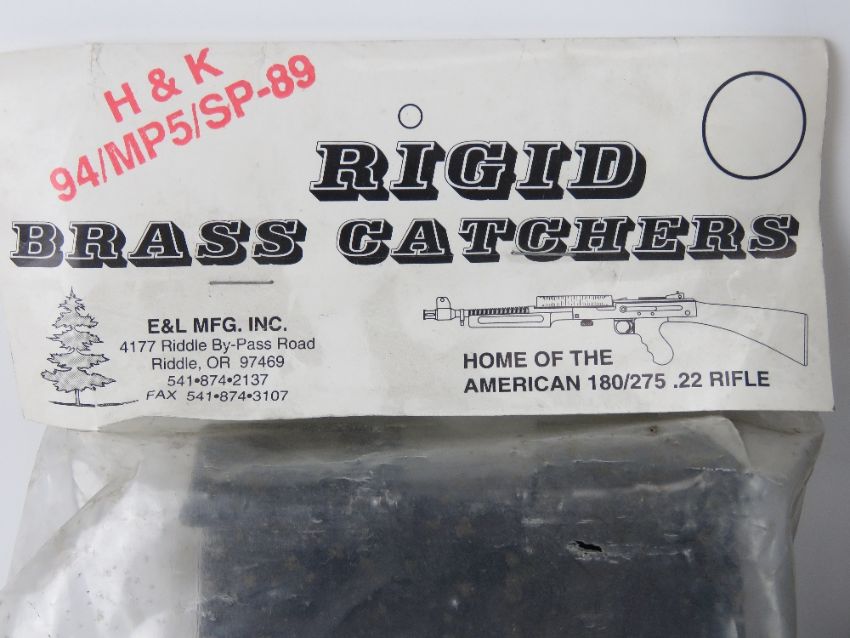 H & K
94/MP5/SP-89
RIGID
BRASS CATCHERS
E&L MFG. INC.
4177 Riddle By-Pass Road
Riddle, OR 97469
541•874•2137
FAX 541•874•3107
HOME OF THE
AMERICAN 180/275 .22 RIFLE